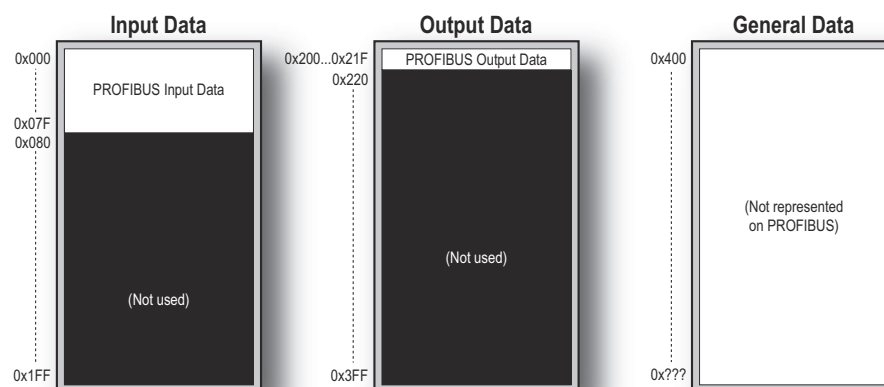 Input Data
0x000
PROFIBUS Input Data
0x07F
0x080
(Not used)
0x1FF
Output Data
0x200...0x21F
PROFIBUS Output Data
0x220
(Not used)
0x3FF
General Data
0x400
(Not represented
on PROFIBUS)
0x???